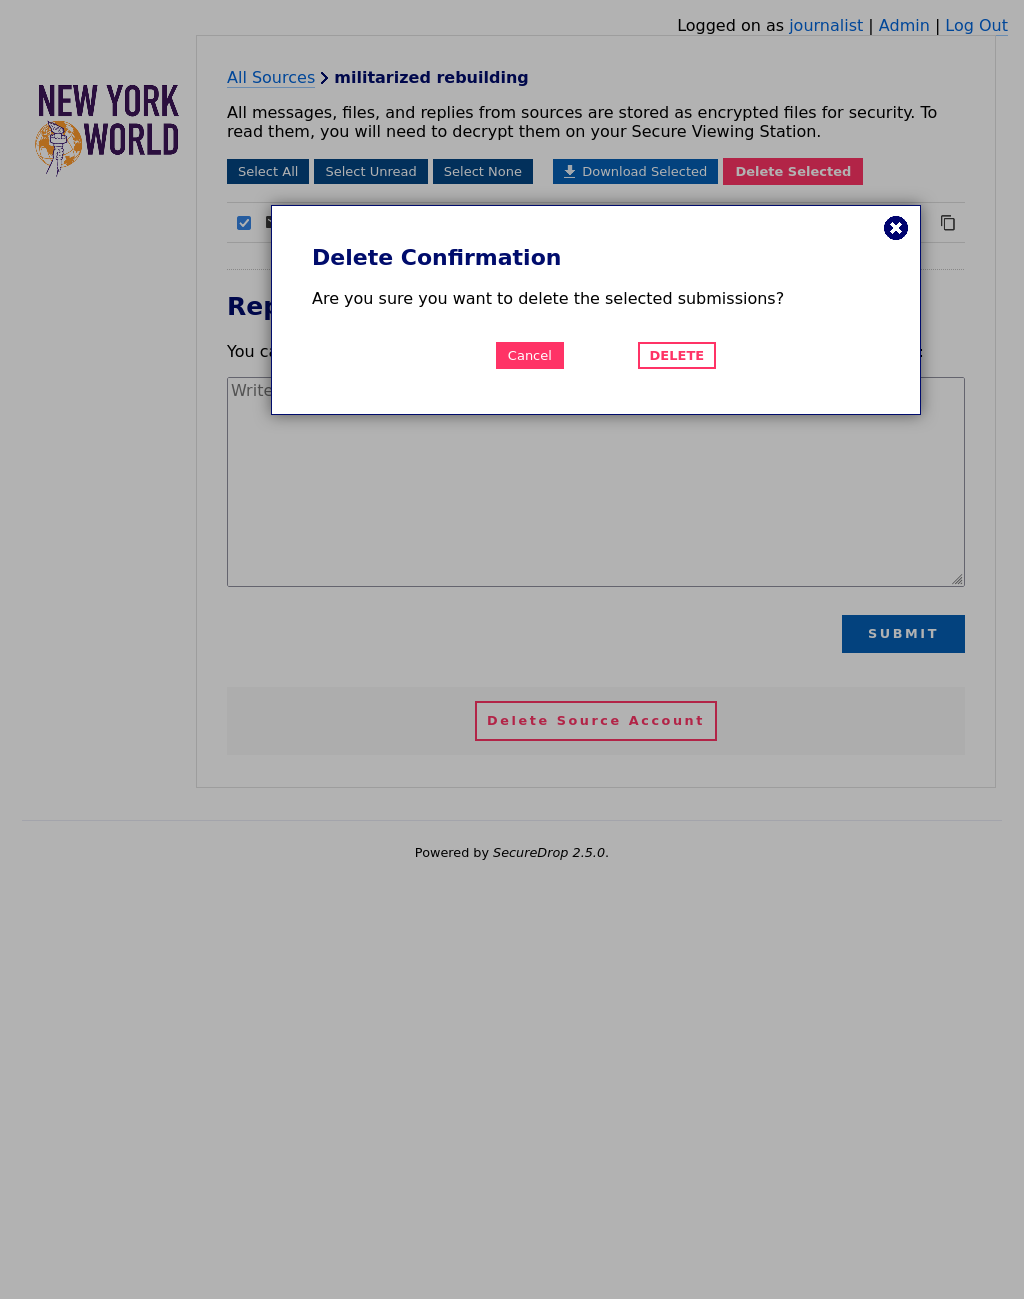 Logged on as journalist | Admin | Log Out
NEW YORK
WORLD
All Sources militarized rebuilding
All messages, files, and replies from sources are stored as encrypted files for security. To
read them, you will need to decrypt them on your Secure Viewing Station.
Select All Select Unread Select None Download Selected Delete Selected
Delete Confirmation
Are you sure you want to delete the selected submissions?
Cancel DELETE
You
Write
SUBMIT
Delete Source Account
Powered by SecureDrop 2.5.0.